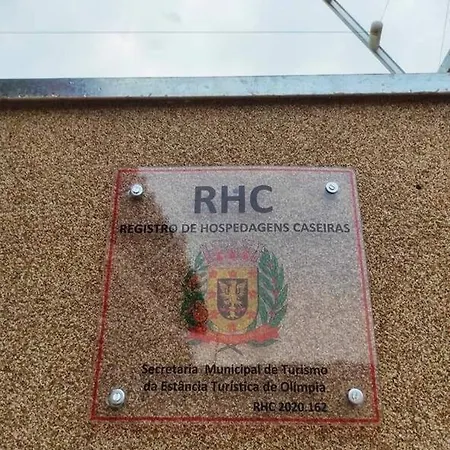 RHC
REGISTRO DE HOSPEDAGENS CASEIRAS
Secretaria Municipal de Turismo
da Estância Turística de Olímpia
RHC 2020.162